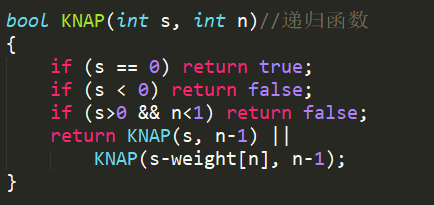 bool KNAP(int s, int n)//递归函数
{
    if (s == 0) return true;
    if (s < 0) return false;
    if (s>0 && n<1) return false;
    return KNAP(s, n-1) ||
        KNAP(s-weight[n], n-1);
}